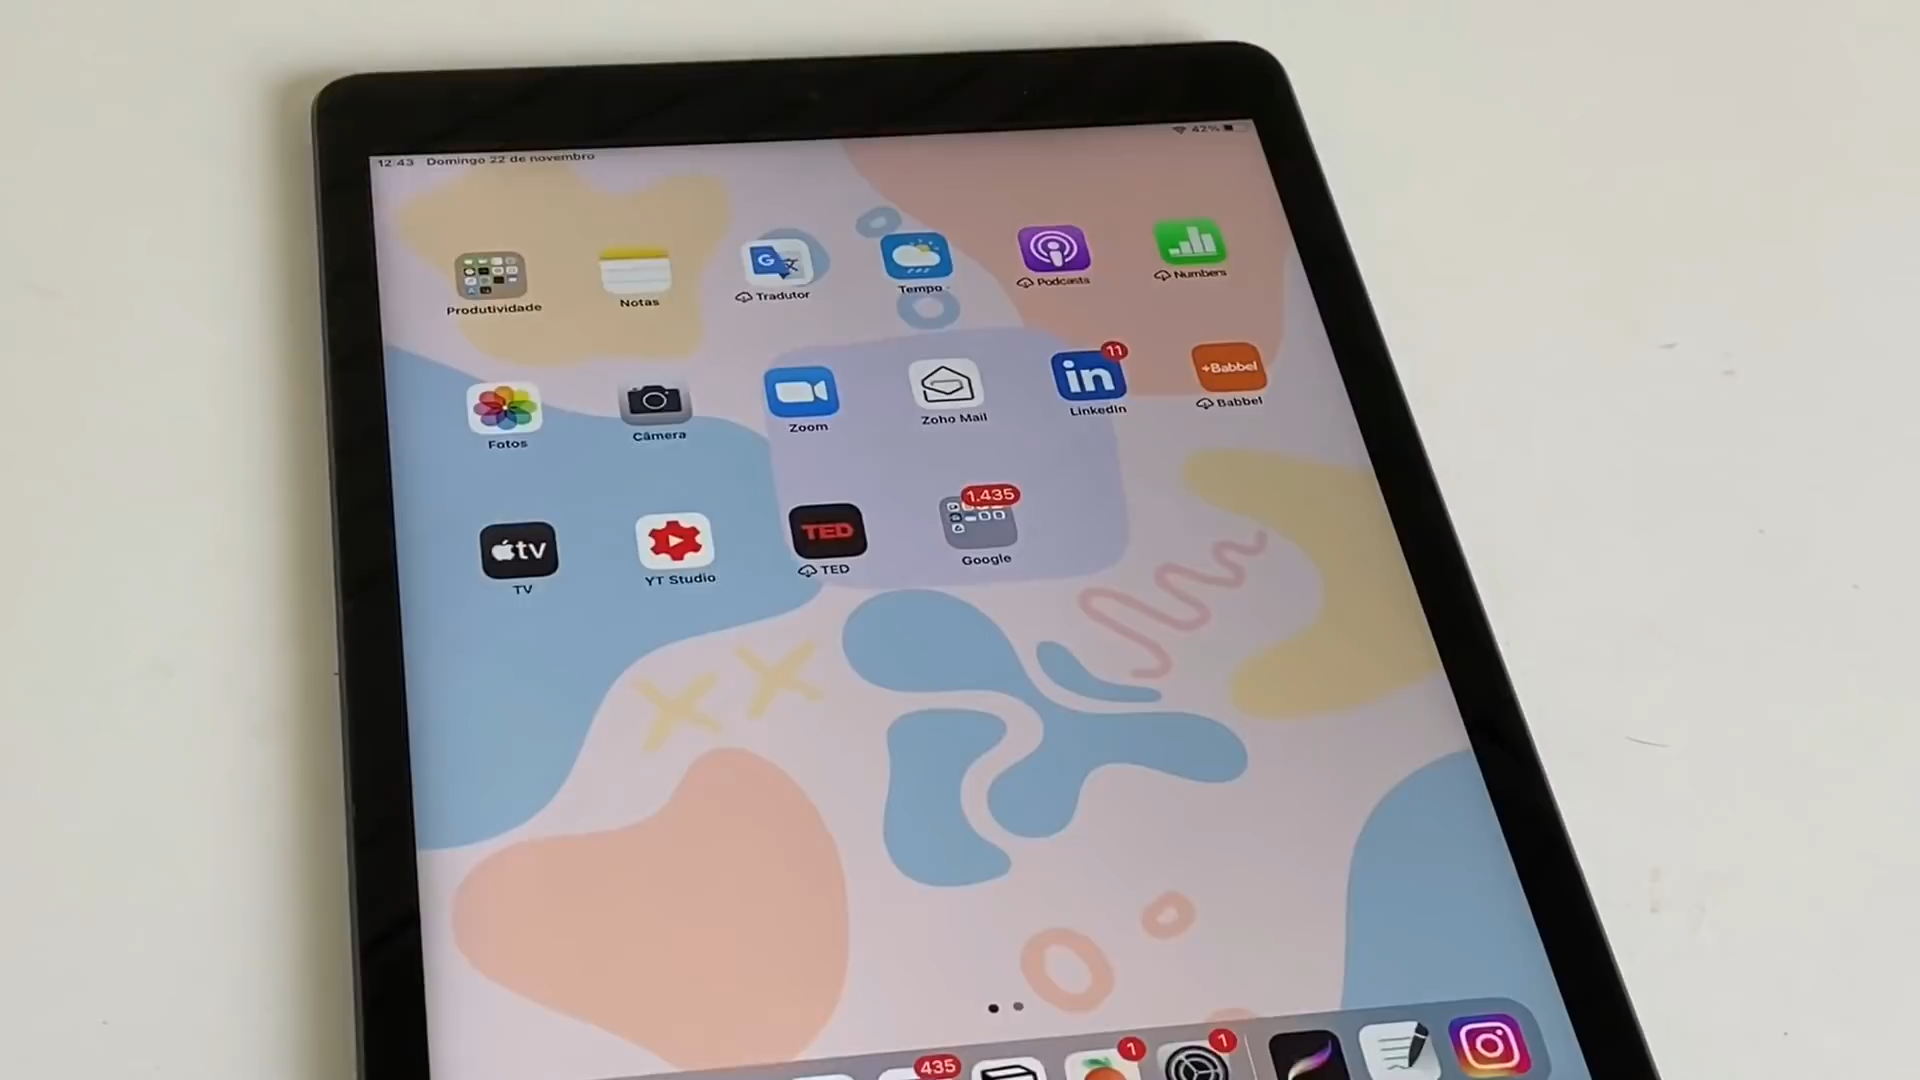 12:43 Domingo 22 de novembro
42%
Produtividade
Notas
Tradutor
Tempo
Podcasts
Numbers
11
in
+Babbel
Fotos
Câmera
Zoom
Zoho Mail
LinkedIn
Babbel
1.435
tv
TED
TV
YT Studio
TED
Google
435
1
1